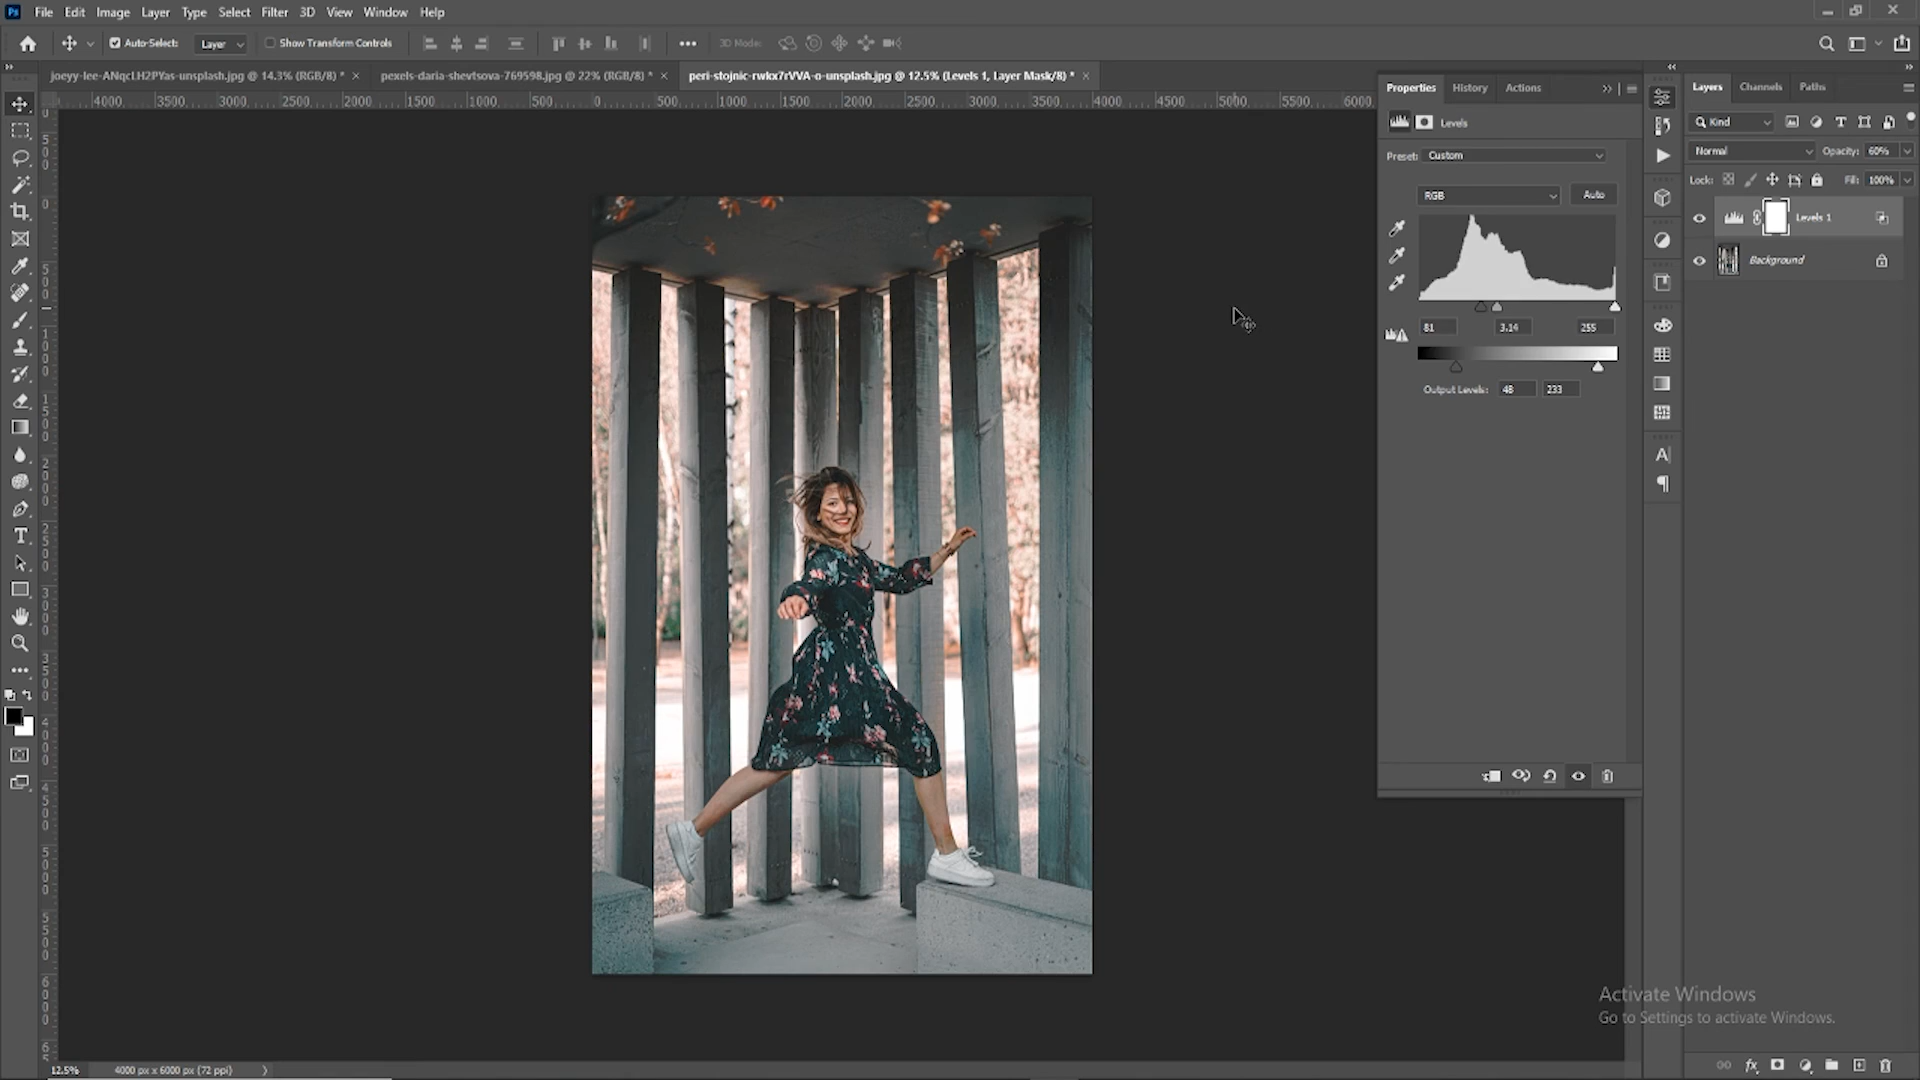 Ps File Edit Image Layer Type Select Filter 3D View Window Help
Auto-Select: Layer Show Transform Controls 3D Mode:
joeyy-lee-ANqcLH2PYas-unsplash.jpg @ 14.3% (RGB/8) * pexels-daria-shevtsova-769598.jpg @ 22% (RGB/8) * peri-stojnic-rwkx7rVVA-o-unsplash.jpg @ 12.5% (Levels 1, Layer Mask/8) *
4000 3500 3000 2500 2000 1500 1000 500 0 500 1000 1500 2000 2500 3000 3500 4000 4500 5000 5500 6000
Properties History Actions
Levels
Preset: Custom
RGB Auto
81 3.14 255
Output Levels: 48 233
Layers Channels Paths
Kind
Normal Opacity: 60%
Lock: Fill: 100%
Levels 1
Background
Activate Windows
Go to Settings to activate Windows.
12.5% 4000 px x 6000 px (72 ppi)